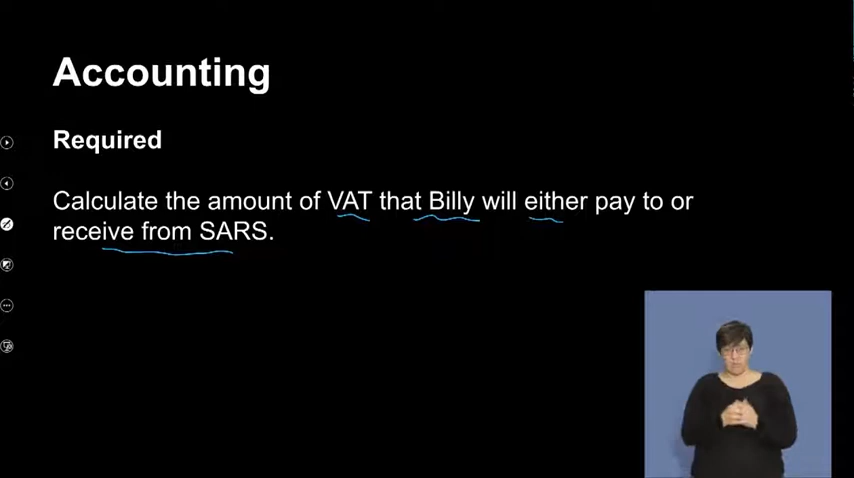 Accounting
Required
Calculate the amount of VAT that Billy will either pay to or
receive from SARS.